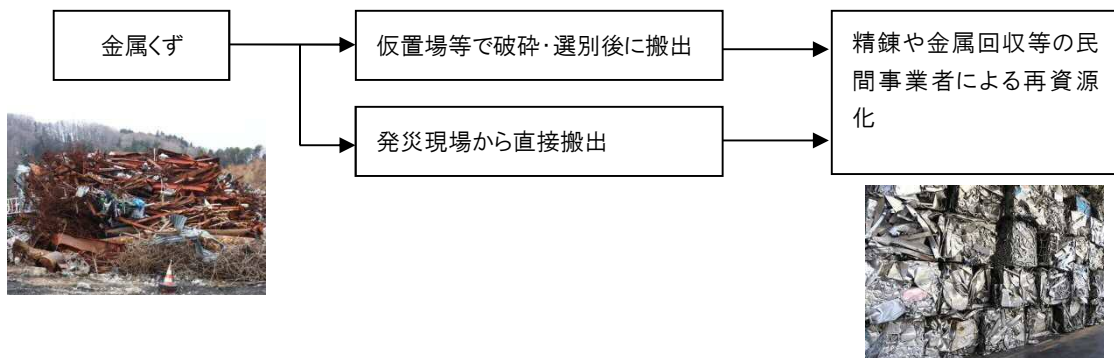 金属くず
仮置場等で破砕・選別後に搬出
発災現場から直接搬出
精錬や金属回収等の民
間事業者による再資源
化